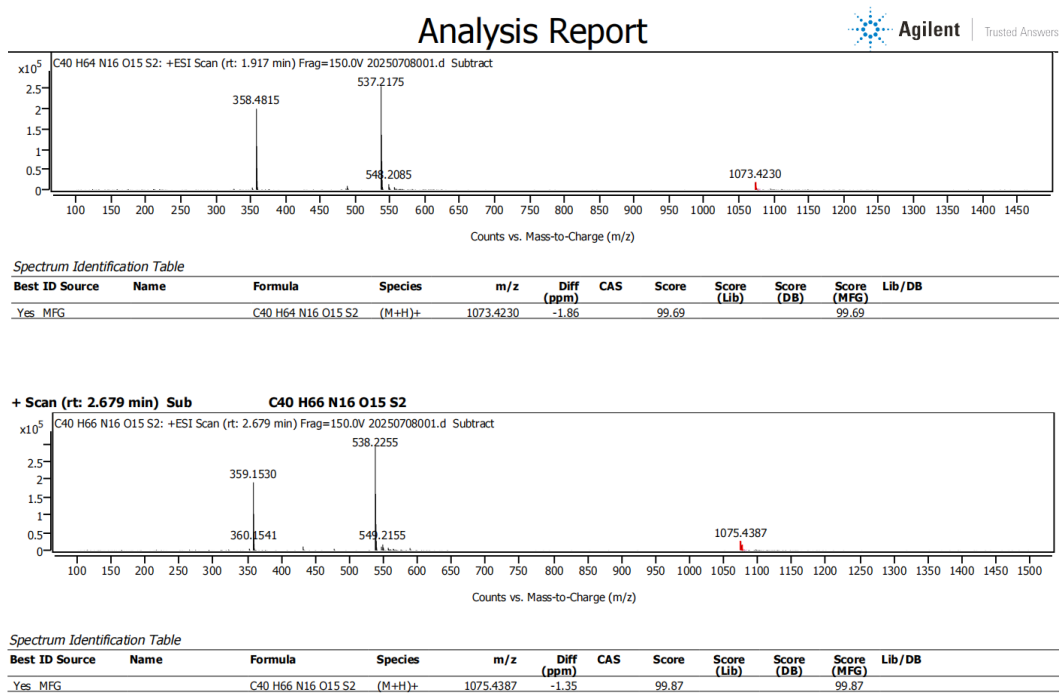 Analysis Report
Agilent Trusted Answers
x10^5 C40 H64 N16 O15 S2: +ESI Scan (rt: 1.917 min) Frag=150.0V 20250708001.d Subtract
2.5
2
1.5
1
0.5
0
358.4815
537.2175
548.2085
1073.4230
100 150 200 250 300 350 400 450 500 550 600 650 700 750 800 850 900 950 1000 1050 1100 1150 1200 1250 1300 1350 1400 1450
Counts vs. Mass-to-Charge (m/z)
Spectrum Identification Table
Best ID Source Name Formula Species m/z Diff (ppm) CAS Score Score (Lib) Score (DB) Score (MFG) Lib/DB
Yes MFG C40 H64 N16 O15 S2 (M+H)+ 1073.4230 -1.86 99.69 99.69
+ Scan (rt: 2.679 min) Sub C40 H66 N16 O15 S2
x10^5 C40 H66 N16 O15 S2: +ESI Scan (rt: 2.679 min) Frag=150.0V 20250708001.d Subtract
2.5
2
1.5
1
0.5
0
359.1530
360.1541
538.2255
549.2155
1075.4387
100 150 200 250 300 350 400 450 500 550 600 650 700 750 800 850 900 950 1000 1050 1100 1150 1200 1250 1300 1350 1400 1450 1500
Counts vs. Mass-to-Charge (m/z)
Spectrum Identification Table
Best ID Source Name Formula Species m/z Diff (ppm) CAS Score Score (Lib) Score (DB) Score (MFG) Lib/DB
Yes MFG C40 H66 N16 O15 S2 (M+H)+ 1075.4387 -1.35 99.87 99.87